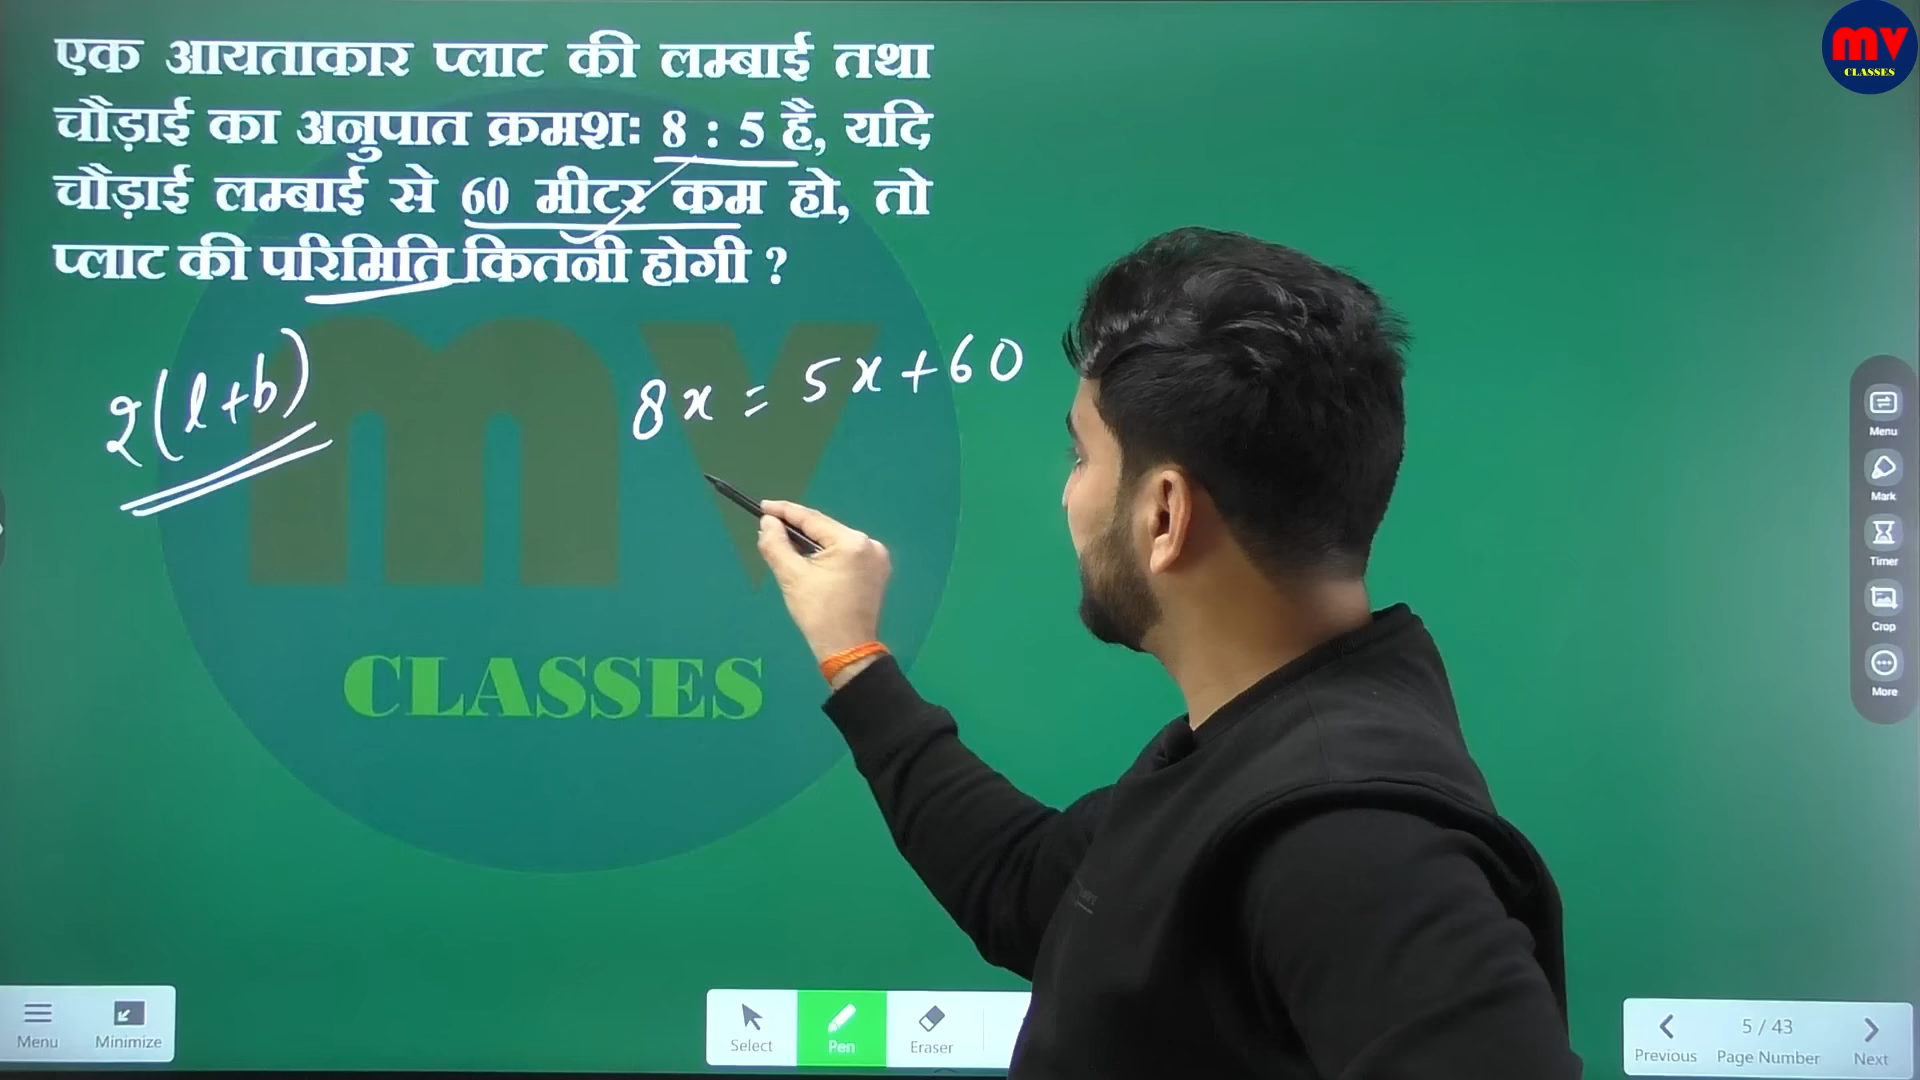 एक आयताकार प्लाट की लम्बाई तथा
चौड़ाई का अनुपात क्रमशः 8 : 5 है, यदि
चौड़ाई लम्बाई से 60 मीटर कम हो, तो
प्लाट की परिमिति कितनी होगी ?
2(l+b)
8x = 5x+60
mv
CLASSES
mv
CLASSES
Menu
Mark
Timer
Crop
More
Menu
Minimize
Select
Pen
Eraser
5 / 43
Previous
Page Number
Next